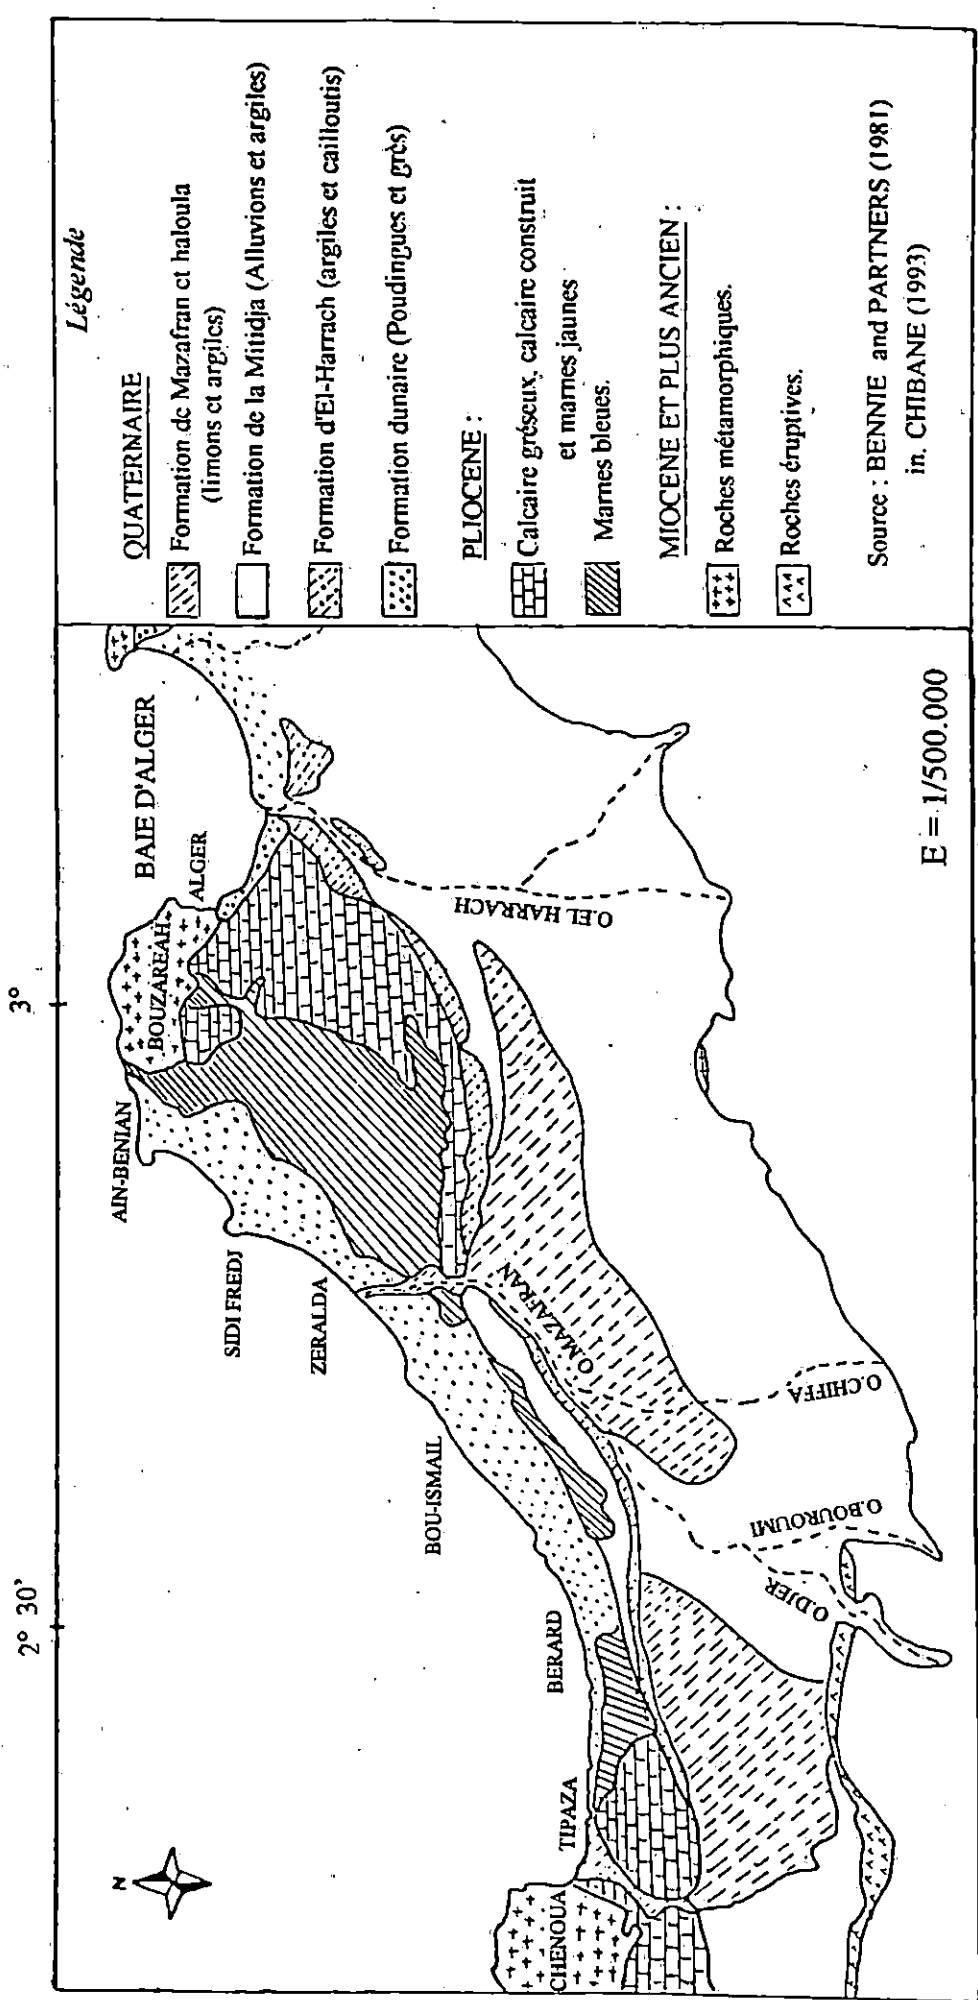 2° 30'
3°
N
BAIE D'ALGER
ALGER
BOUZAREAH
AIN-BENIAN
SIDI FREDJ
ZERALDA
BOU-ISMAIL
BERARD
TIPAZA
CHENOUA
O.MAZAFRAN
O.EL HARRACH
O.CHIFFA
O.BOUROUMI
O.DJER
E = 1/500.000
Légende
QUATERNAIRE
Formation de Mazafran et haloula
(limons et argiles)
Formation de la Mitidja (Alluvions et argiles)
Formation d'El-Harrach (argiles et cailloutis)
Formation dunaire (Poudingues et grès)
PLIOCENE :
Calcaire gréseux, calcaire construit
et marnes jaunes
Marnes bleues.
MIOCENE ET PLUS ANCIEN :
Roches métamorphiques.
Roches éruptives.
Source : BENNIE and PARTNERS (1981)
in. CHIBANE (1993)